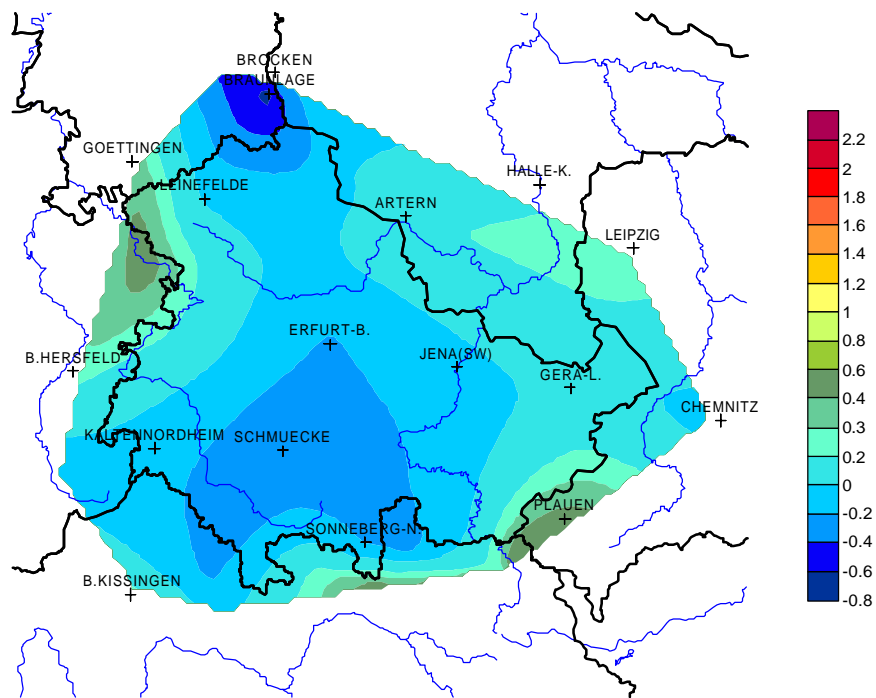 BROCKEN
BRAUNLAGE
GOETTINGEN
LEINEFELDE
HALLE-K.
ARTERN
LEIPZIG
ERFURT-B.
JENA(SW)
B.HERSFELD
GERA-L.
CHEMNITZ
KALTENNORDHEIM
SCHMUECKE
PLAUEN
SONNEBERG-N.
B.KISSINGEN
2.2
2
1.8
1.6
1.4
1.2
1
0.8
0.6
0.4
0.3
0.2
0
-0.2
-0.4
-0.6
-0.8